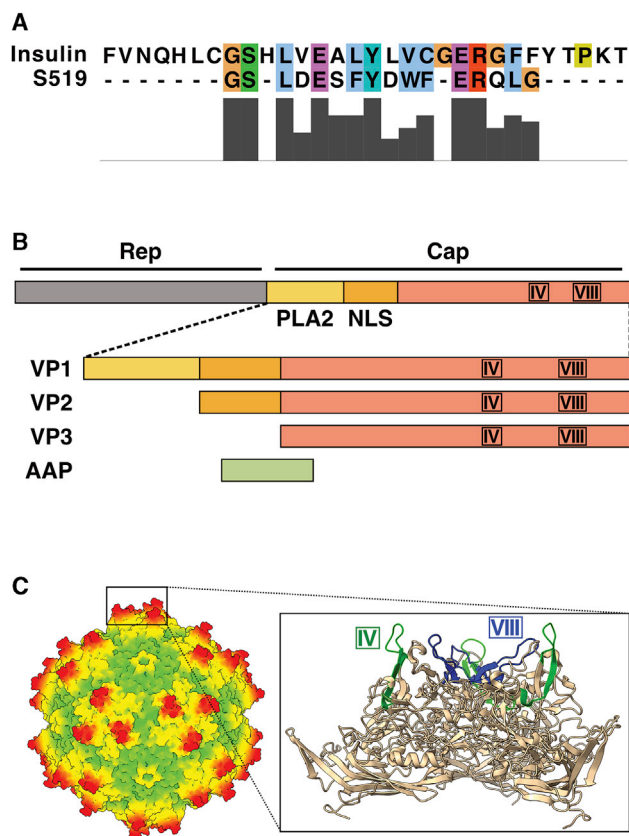 A
Insulin FVNQHLCGSHLVEALYLVCGERGFFYTPKT
S519 -------GS-LDESFYDWF-ERQLG-----
B
Rep Cap
IV VIII
PLA2 NLS
VP1 IV VIII
VP2 IV VIII
VP3 IV VIII
AAP
C
IV VIII